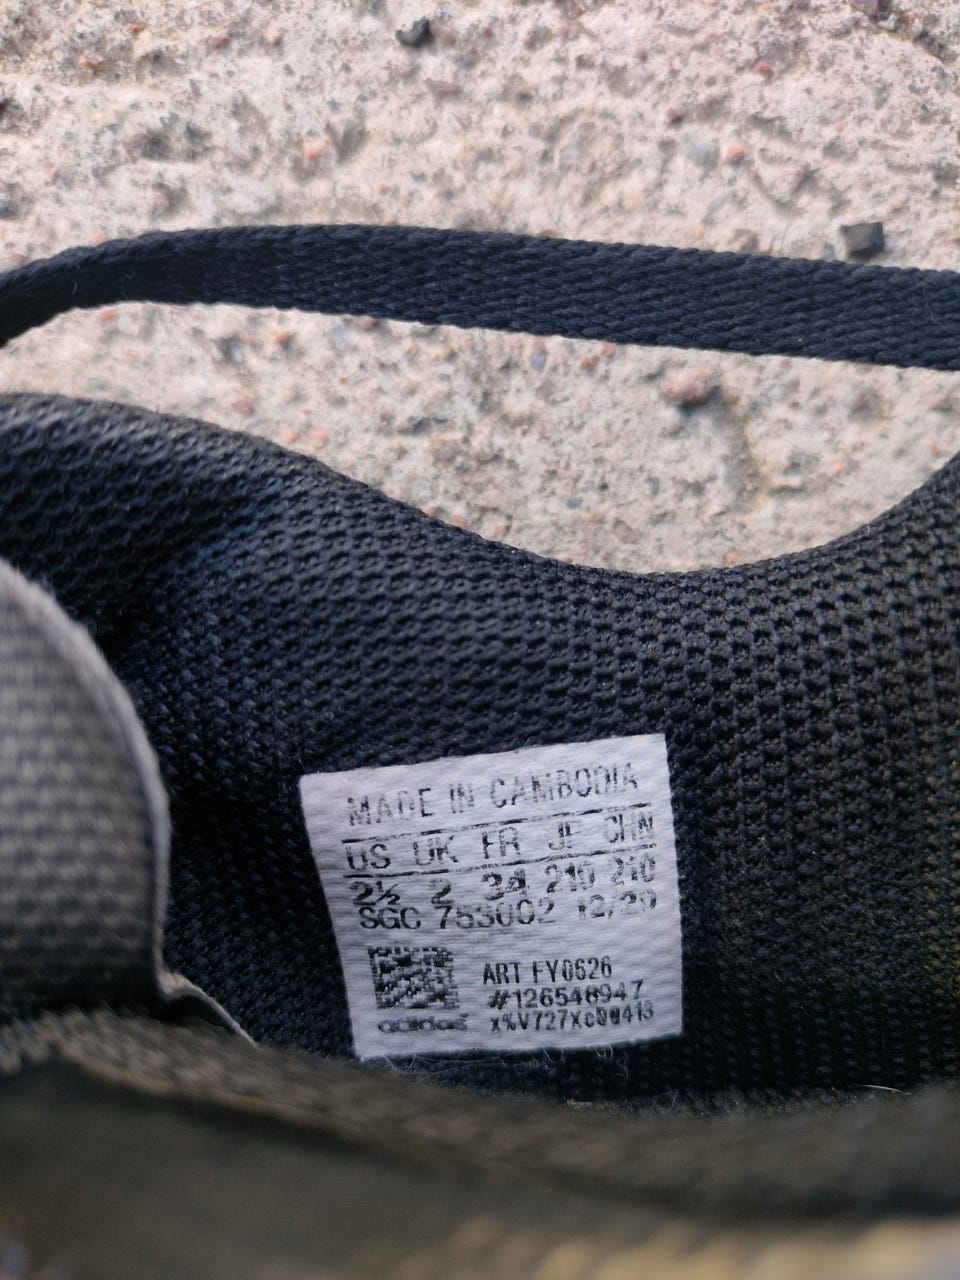 MADE IN CAMBODIA
US UK FR JP CHN
2½ 2 34 210 210
SGC 753002 12/20
ART FY0626
#126548947
adidas